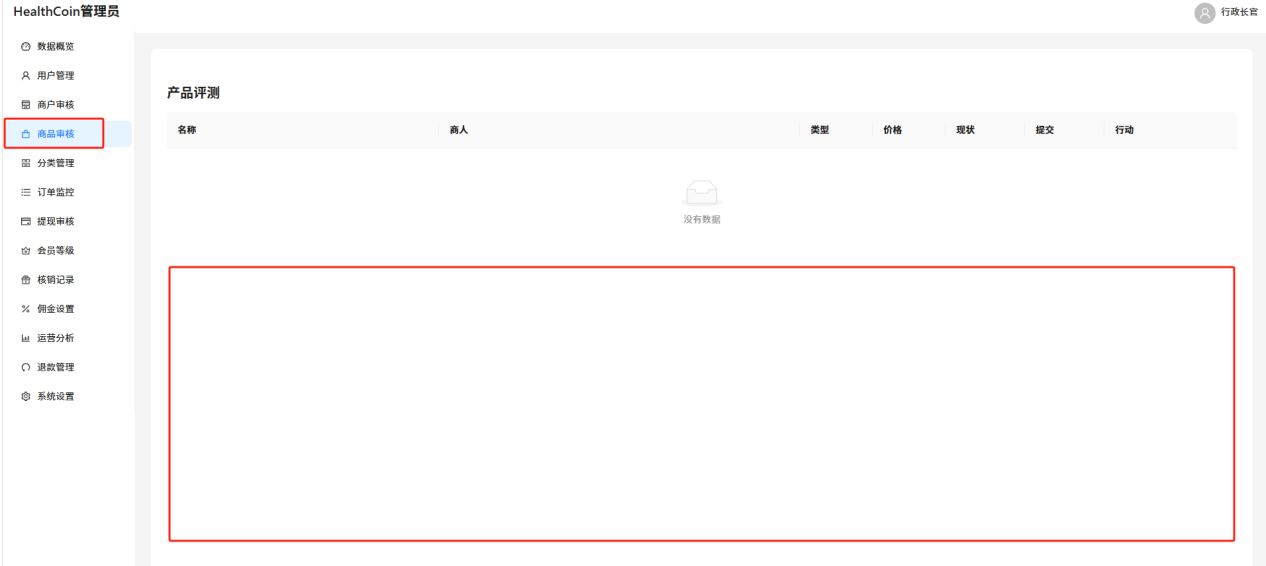 HealthCoin管理员
行政长官
数据概览
用户管理
商户审核
商品审核
分类管理
订单监控
提现审核
会员等级
核销记录
佣金设置
运营分析
退款管理
系统设置
产品评测
名称 商人 类型 价格 现状 提交 行动
没有数据